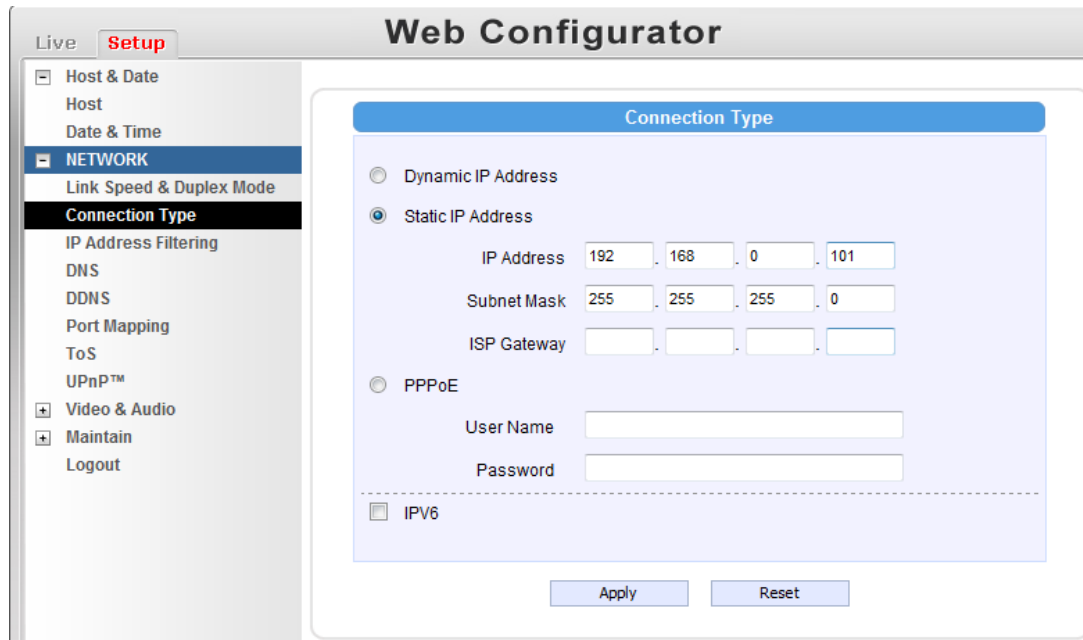 Web Configurator
Live Setup
Host & Date
Host
Date & Time
NETWORK
Link Speed & Duplex Mode
Connection Type
IP Address Filtering
DNS
DDNS
Port Mapping
ToS
UPnP™
Video & Audio
Maintain
Logout
Connection Type
Dynamic IP Address
Static IP Address
IP Address 192 . 168 . 0 . 101
Subnet Mask 255 . 255 . 255 . 0
ISP Gateway . . .
PPPoE
User Name
Password
IPV6
Apply Reset